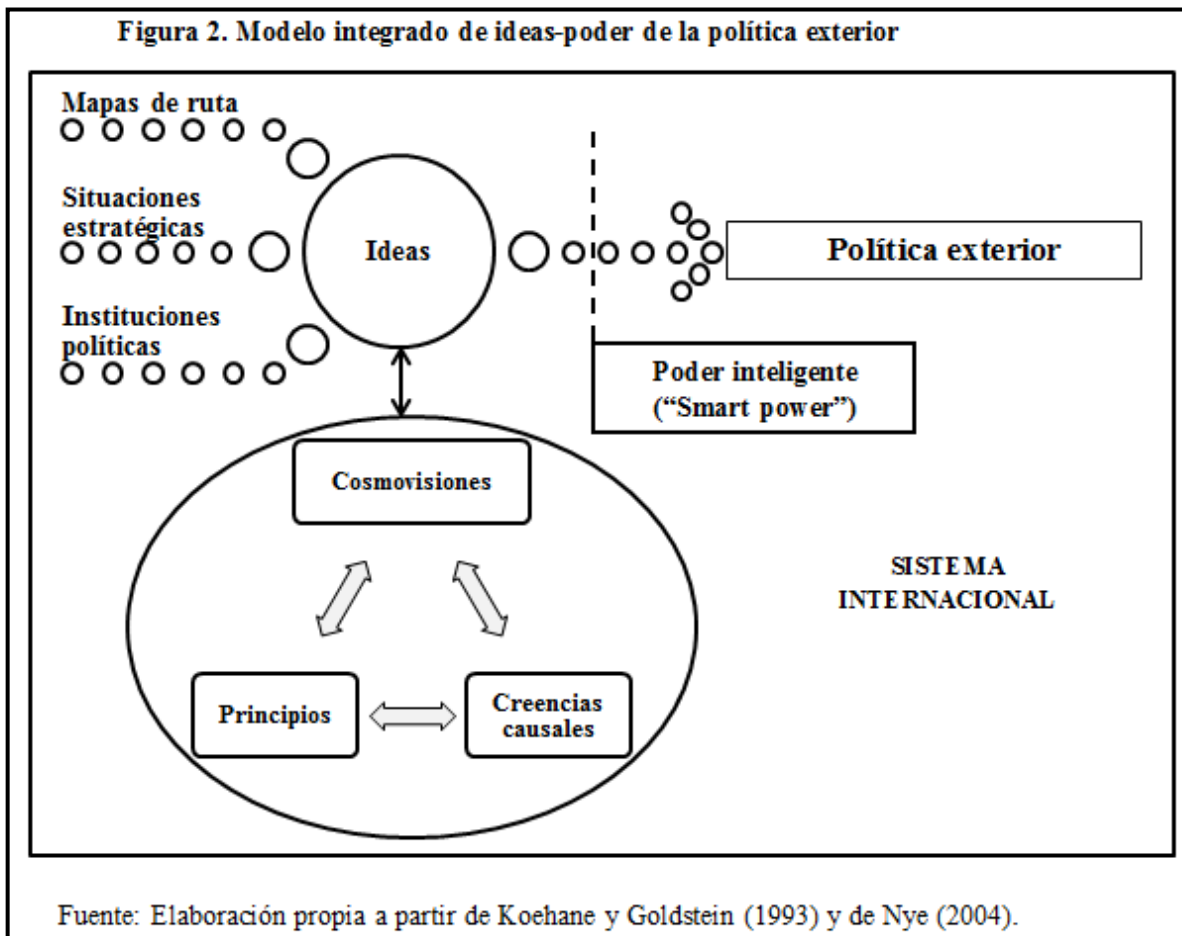 Figura 2. Modelo integrado de ideas-poder de la política exterior
Mapas de ruta
Situaciones
estratégicas
Ideas
Política exterior
Instituciones
políticas
Poder inteligente
(“Smart power”)
Cosmovisiones
SISTEMA
INTERNACIONAL
Principios
Creencias
causales
Fuente: Elaboración propia a partir de Koehane y Goldstein (1993) y de Nye (2004).